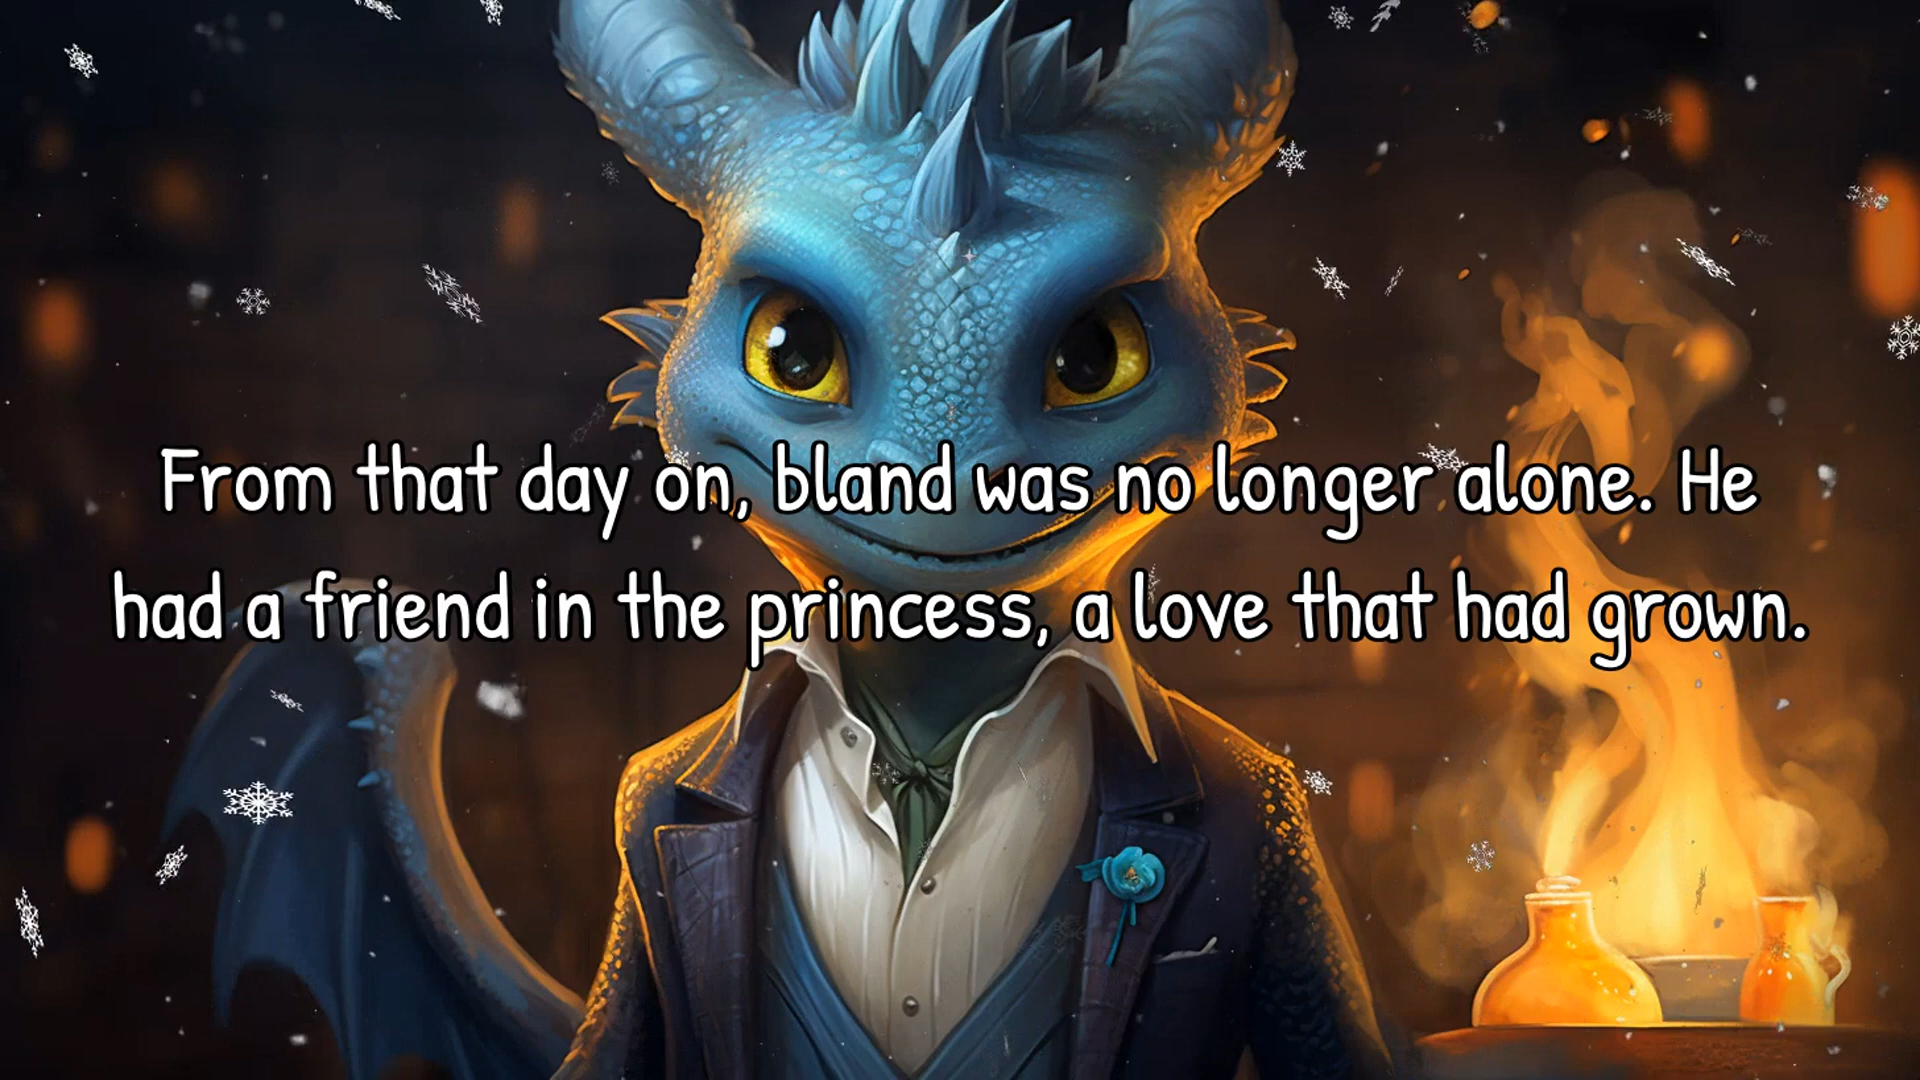 From that day on, bland was no longer alone. He
had a friend in the princess, a love that had grown.